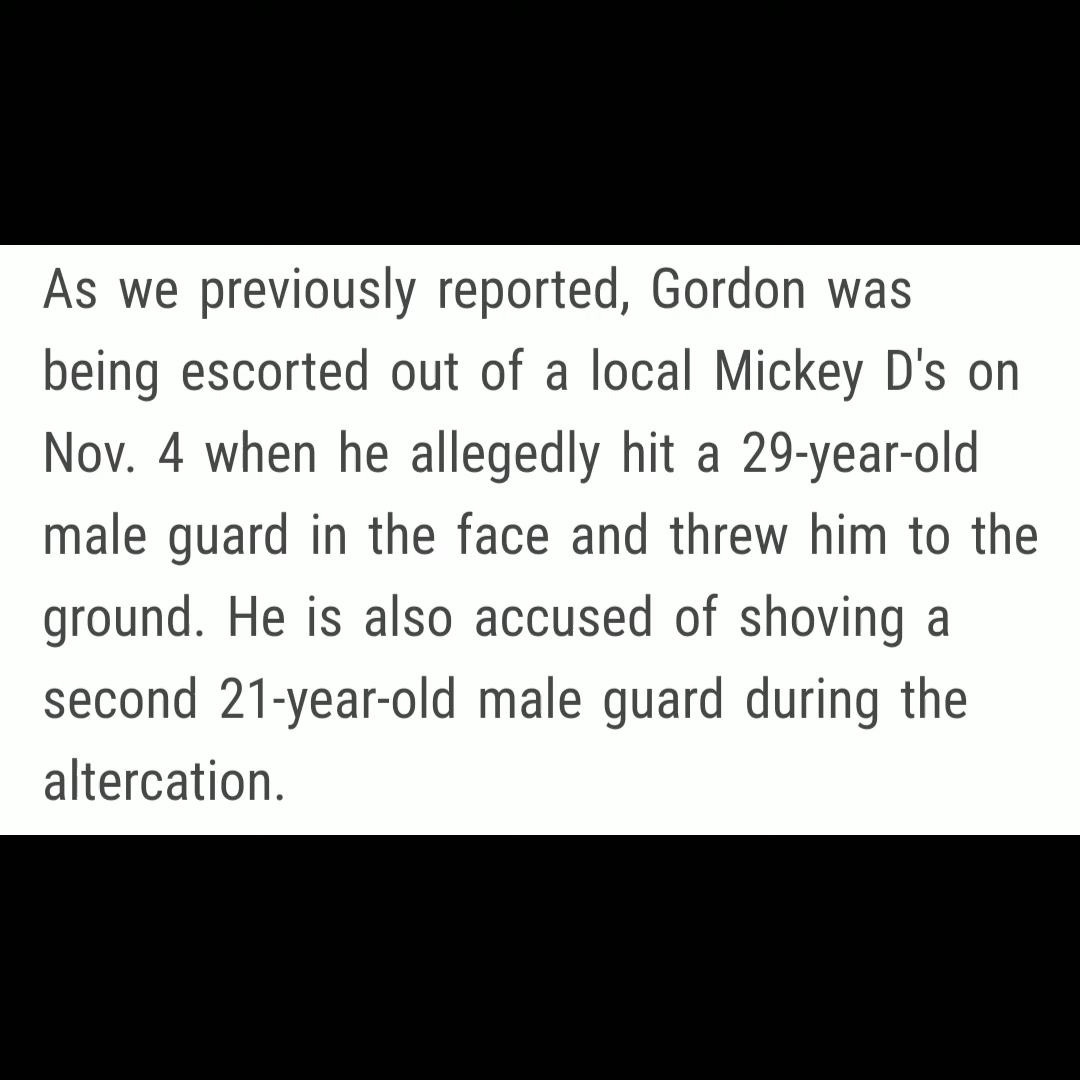 As we previously reported, Gordon was
being escorted out of a local Mickey D's on
Nov. 4 when he allegedly hit a 29-year-old
male guard in the face and threw him to the
ground. He is also accused of shoving a
second 21-year-old male guard during the
altercation.